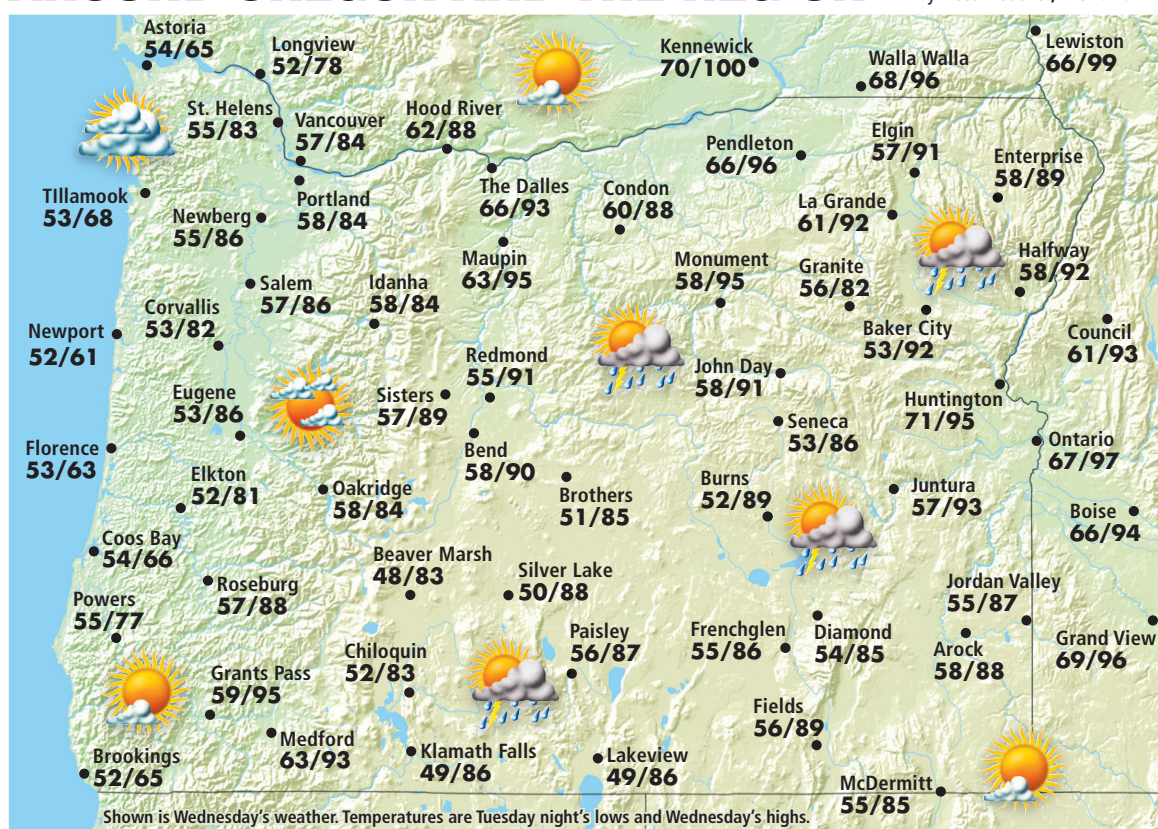 Astoria
54/65
Longview
52/78
Kennewick
70/100
Walla Walla
68/96
Lewiston
66/99
St. Helens
55/83
Vancouver
57/84
Hood River
62/88
Pendleton
66/96
Elgin
57/91
Enterprise
58/89
TIllamook
53/68
Newberg
55/86
Portland
58/84
The Dalles
66/93
Condon
60/88
La Grande
61/92
Maupin
63/95
Monument
58/95
Granite
56/82
Halfway
58/92
Salem
57/86
Idanha
58/84
Corvallis
53/82
Newport
52/61
Baker City
53/92
Council
61/93
Redmond
55/91
John Day
58/91
Eugene
53/86
Sisters
57/89
Huntington
71/95
Seneca
53/86
Florence
53/63
Bend
58/90
Ontario
67/97
Elkton
52/81
Oakridge
58/84
Brothers
51/85
Burns
52/89
Juntura
57/93
Boise
66/94
Coos Bay
54/66
Beaver Marsh
48/83
Silver Lake
50/88
Roseburg
57/88
Jordan Valley
55/87
Powers
55/77
Paisley
56/87
Frenchglen
55/86
Diamond
54/85
Arock
58/88
Grand View
69/96
Chiloquin
52/83
Grants Pass
59/95
Fields
56/89
Medford
63/93
Klamath Falls
49/86
Lakeview
49/86
Brookings
52/65
McDermitt
55/85
Shown is Wednesday's weather. Temperatures are Tuesday night's lows and Wednesday's highs.